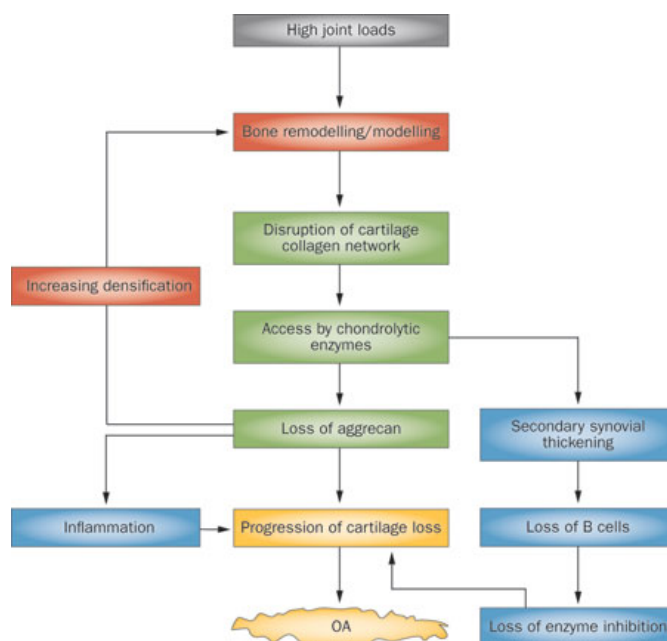 High joint loads
Bone remodelling/modelling
Disruption of cartilage
collagen network
Increasing densification
Access by chondrolytic
enzymes
Loss of aggrecan
Secondary synovial
thickening
Inflammation
Progression of cartilage loss
Loss of B cells
OA
Loss of enzyme inhibition